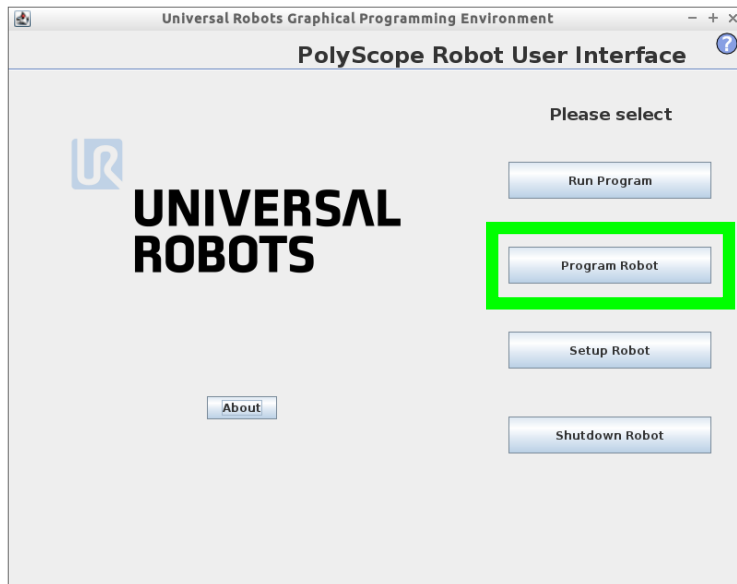 Universal Robots Graphical Programming Environment
PolyScope Robot User Interface
?
Please select
UR
UNIVERSAL
ROBOTS
Run Program
Program Robot
Setup Robot
About
Shutdown Robot